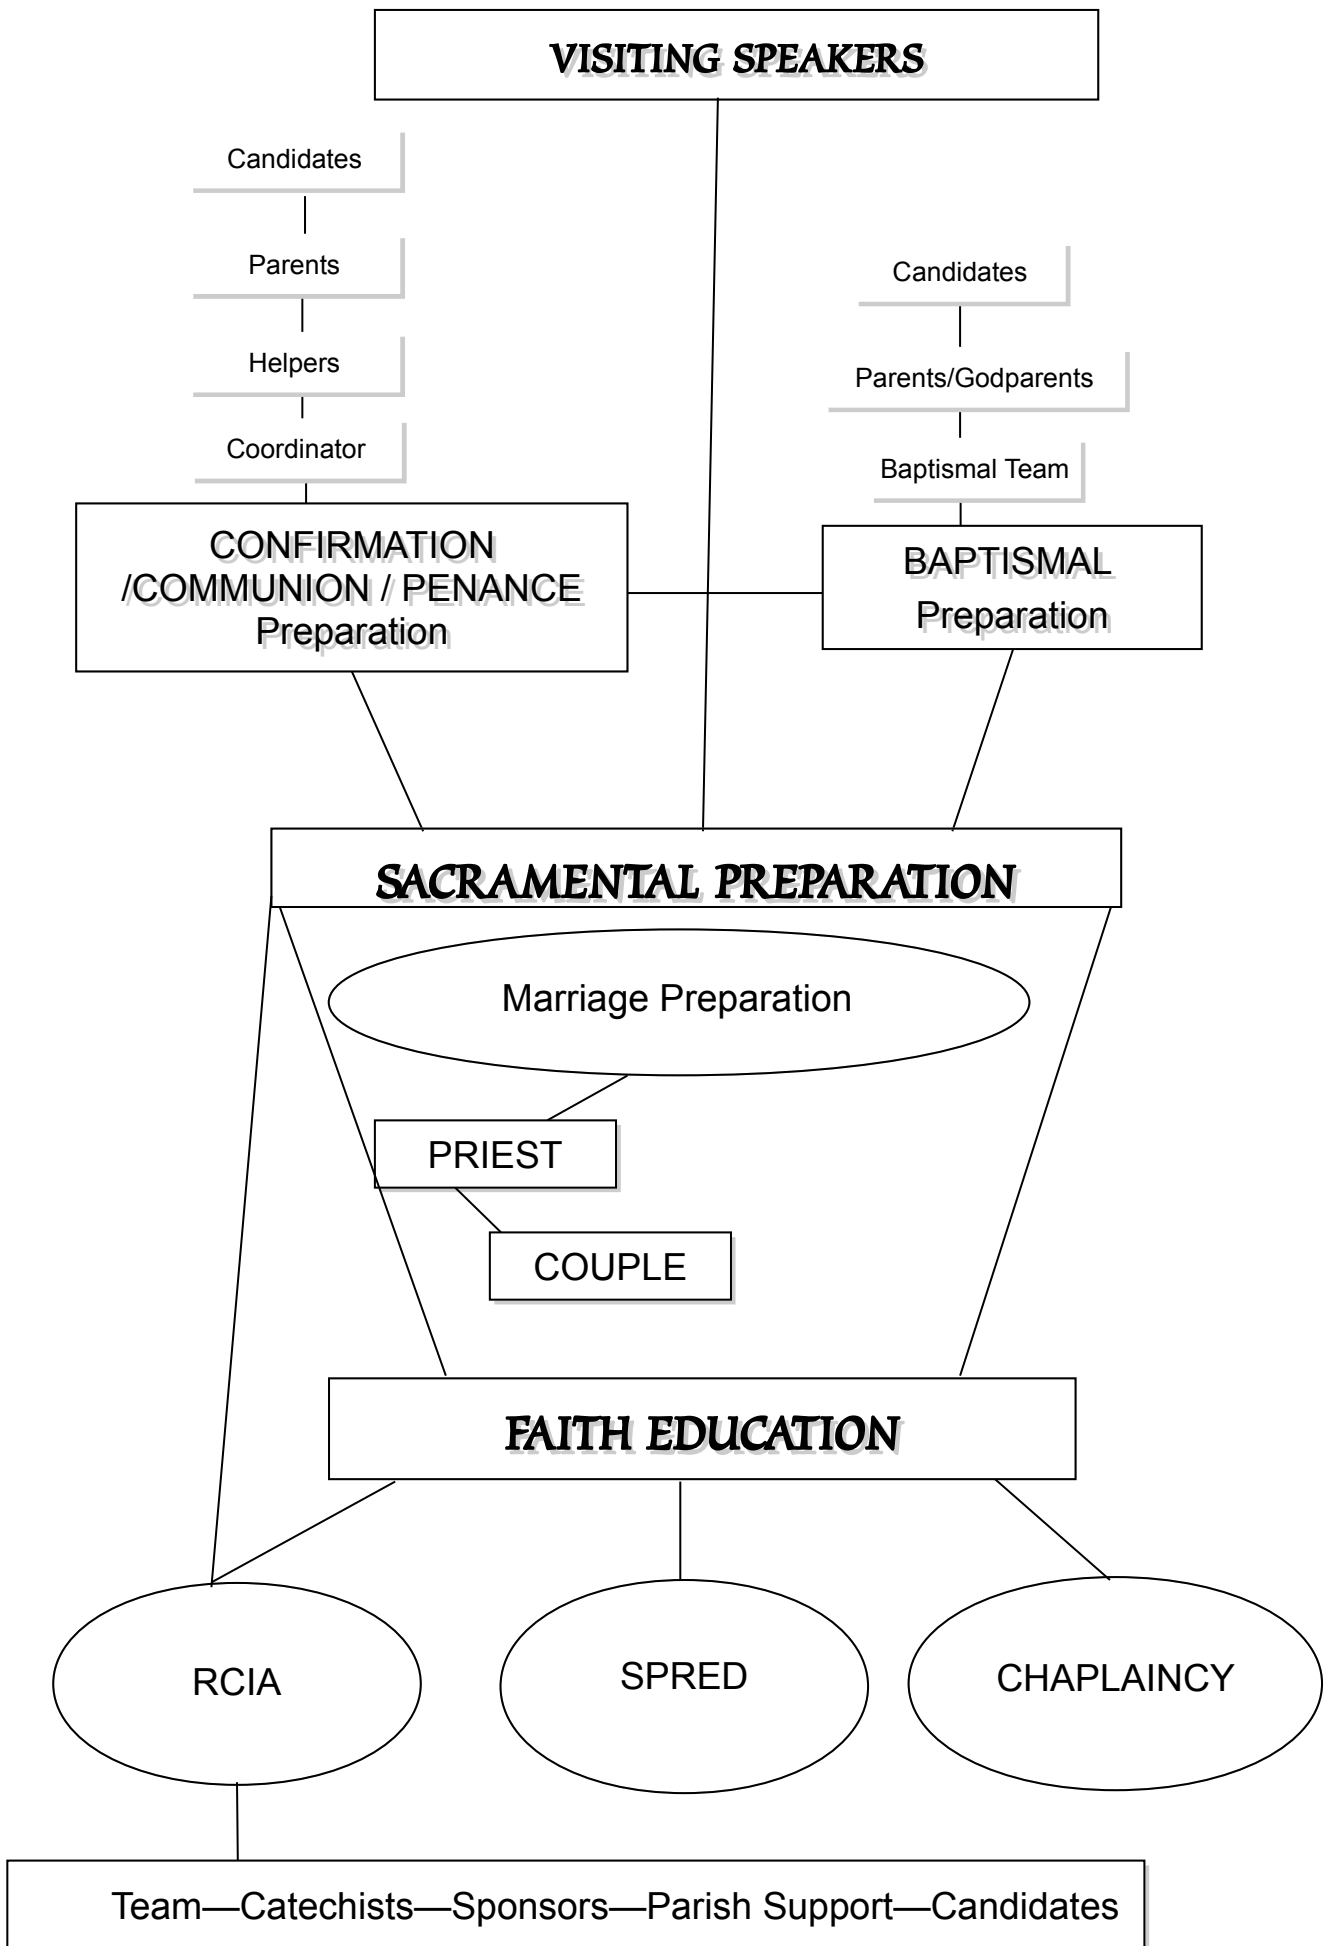 VISITING SPEAKERS
Candidates
Parents
Helpers
Coordinator
CONFIRMATION
/COMMUNION / PENANCE
Preparation
Candidates
Parents/Godparents
Baptismal Team
BAPTISMAL
Preparation
SACRAMENTAL PREPARATION
Marriage Preparation
PRIEST
COUPLE
FAITH EDUCATION
RCIA
SPRED
CHAPLAINCY
Team—Catechists—Sponsors—Parish Support—Candidates